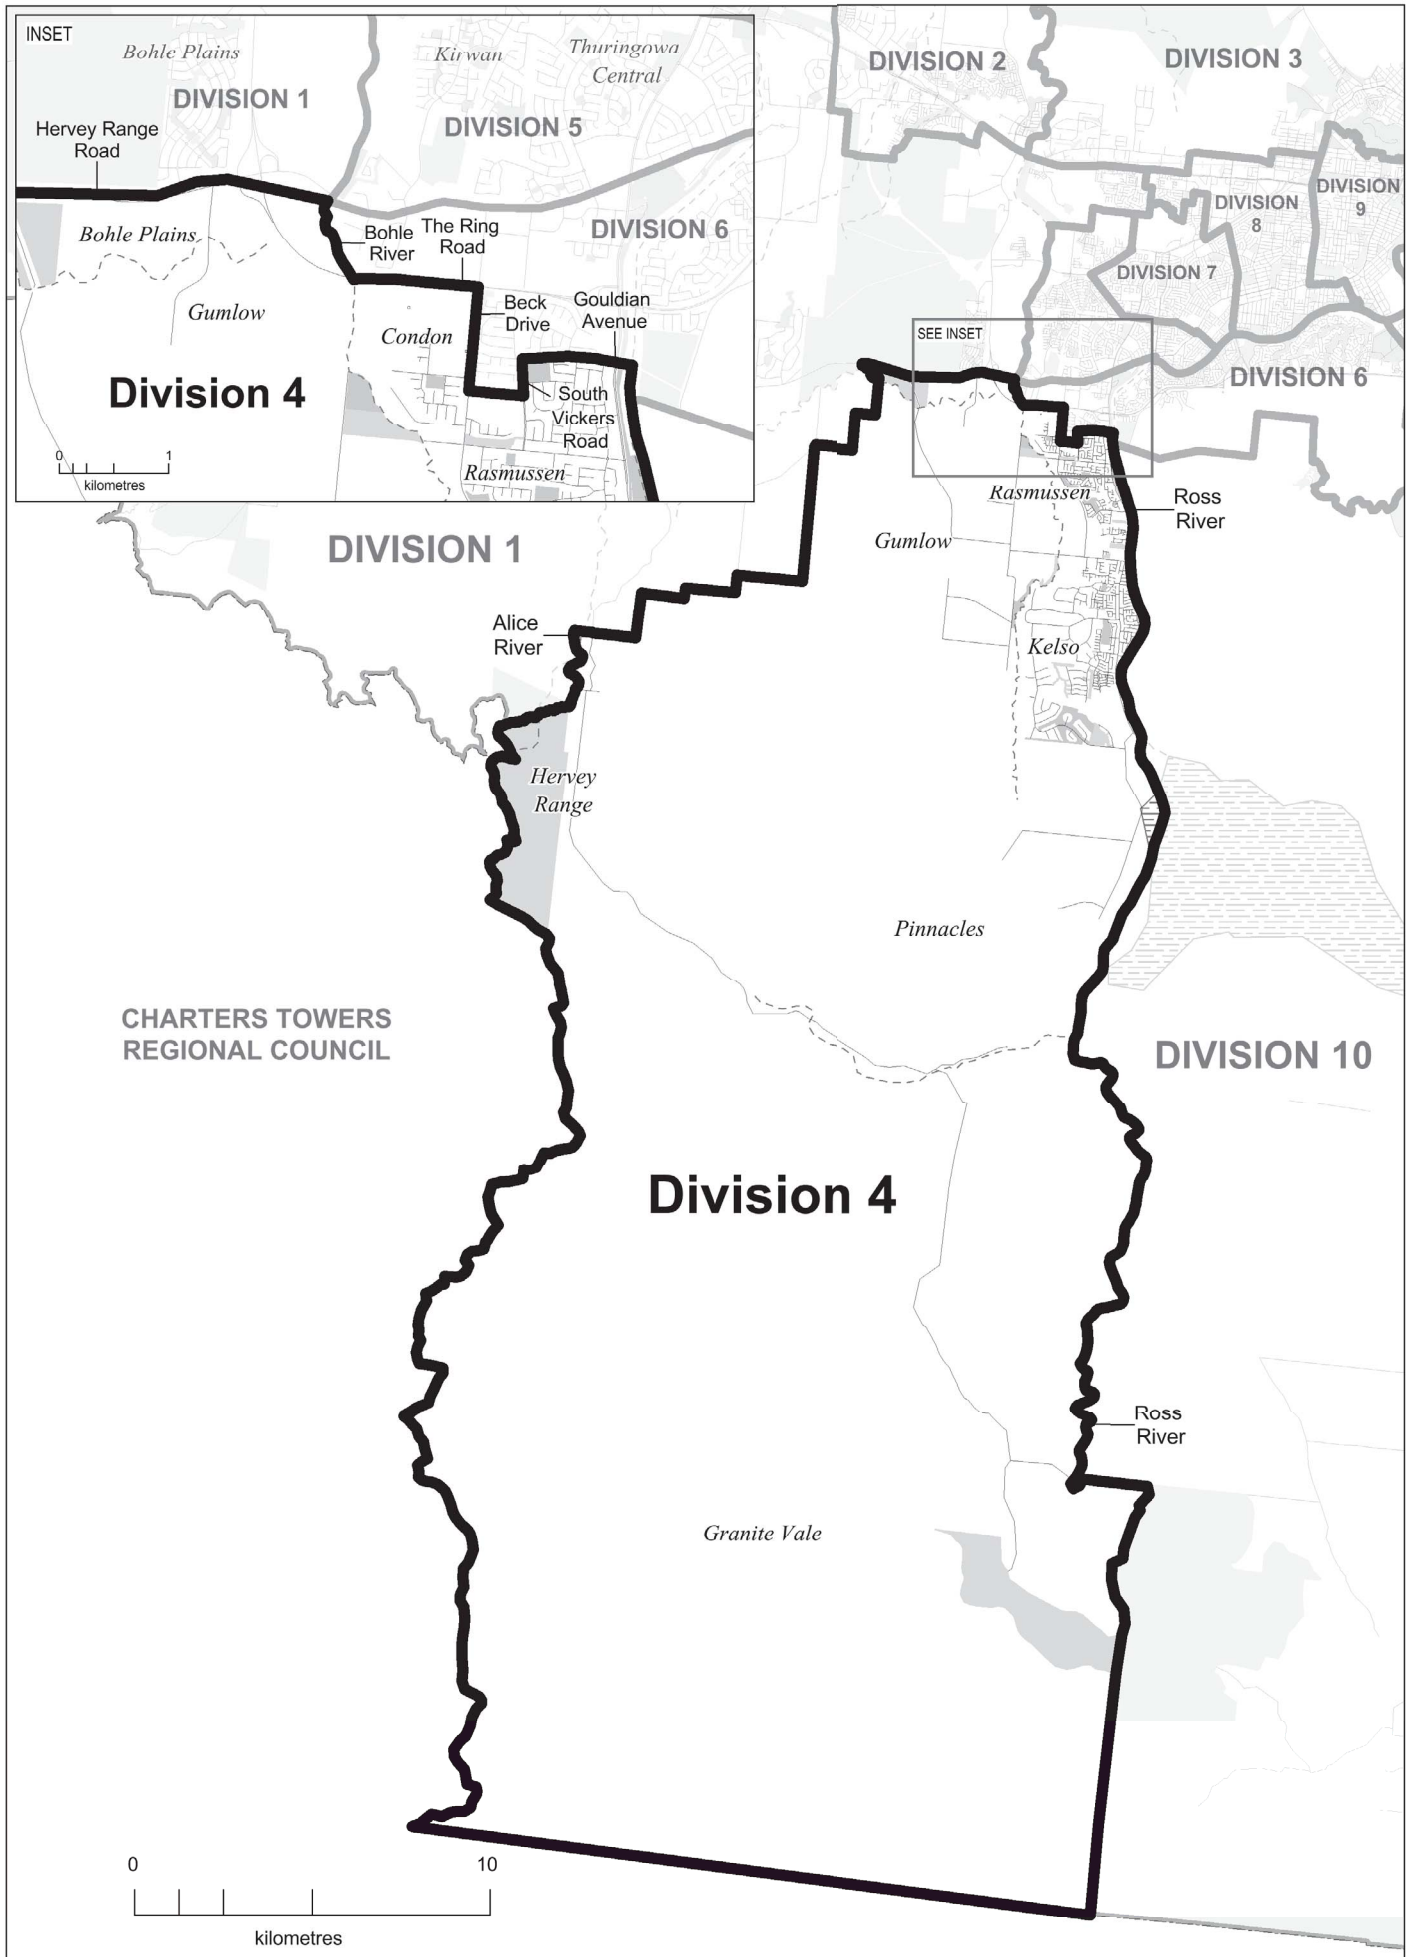 INSET
Bohle Plains
Kirwan
Thuringowa
Central
DIVISION 1
DIVISION 5
Hervey Range
Road
Bohle Plains
Bohle
River
The Ring
Road
DIVISION 6
Gumlow
Condon
Beck
Drive
Gouldian
Avenue
Division 4
South
Vickers
Road
Rasmussen
0
1
kilometres
DIVISION 2
DIVISION 3
DIVISION
9
DIVISION
8
DIVISION 7
SEE INSET
DIVISION 6
Rasmussen
Ross
River
Gumlow
DIVISION 1
Alice
River
Kelso
Hervey
Range
Pinnacles
CHARTERS TOWERS
REGIONAL COUNCIL
DIVISION 10
Division 4
Ross
River
Granite Vale
0
10
kilometres